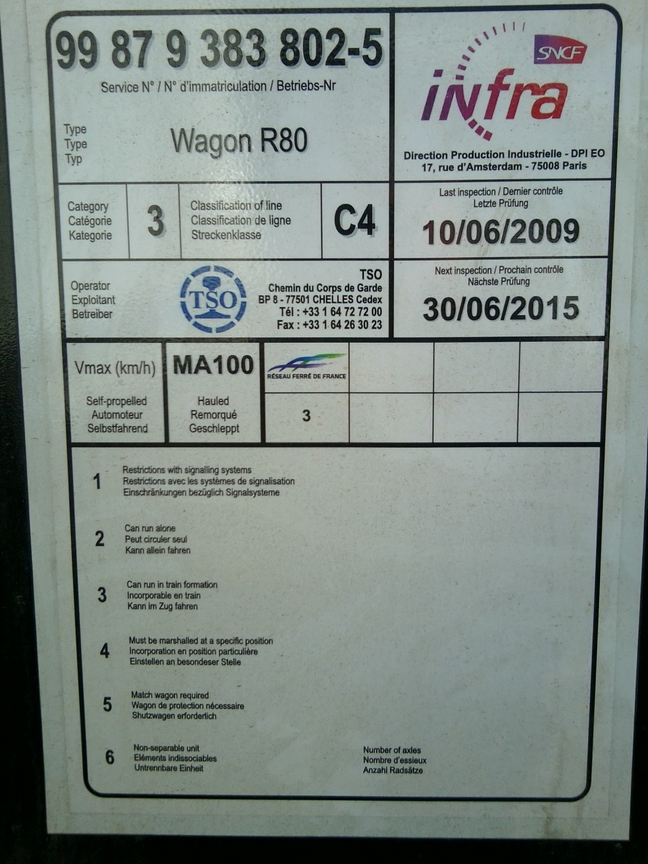 99 87 9 383 802-5
Service N° / N° d'immatriculation / Betriebs-Nr
Type
Type
Typ
Wagon R80
SNCF
infra
Direction Production Industrielle - DPI EO
17, rue d'Amsterdam - 75008 Paris
Category
Catégorie
Kategorie
3
Classification of line
Classification de ligne
Streckenklasse
C4
Last inspection / Dernier contrôle
Letzte Prüfung
10/06/2009
Operator
Exploitant
Betreiber
TSO
TSO
Chemin du Corps de Garde
BP 8 - 77501 CHELLES Cedex
Tél : +33 1 64 72 72 00
Fax : +33 1 64 26 30 23
Next inspection / Prochain contrôle
Nächste Prüfung
30/06/2015
Vmax (km/h)
MA100
RÉSEAU FERRÉ DE FRANCE
Self-propelled
Automoteur
Selbstfahrend
Hauled
Remorqué
Geschleppt
3
1
Restrictions with signalling systems
Restrictions avec les systèmes de signalisation
Einschränkungen bezüglich Signalsysteme
2
Can run alone
Peut circuler seul
Kann allein fahren
3
Can run in train formation
Incorporable en train
Kann im Zug fahren
4
Must be marshalled at a specific position
Incorporation en position particulière
Einstellen an besondeser Stelle
5
Match wagon required
Wagon de protection nécessaire
Shutzwagen erforderlich
6
Non-separable unit
Eléments indissociables
Untrennbare Einheit
Number of axles
Nombre d'essieux
Anzahl Radsätze